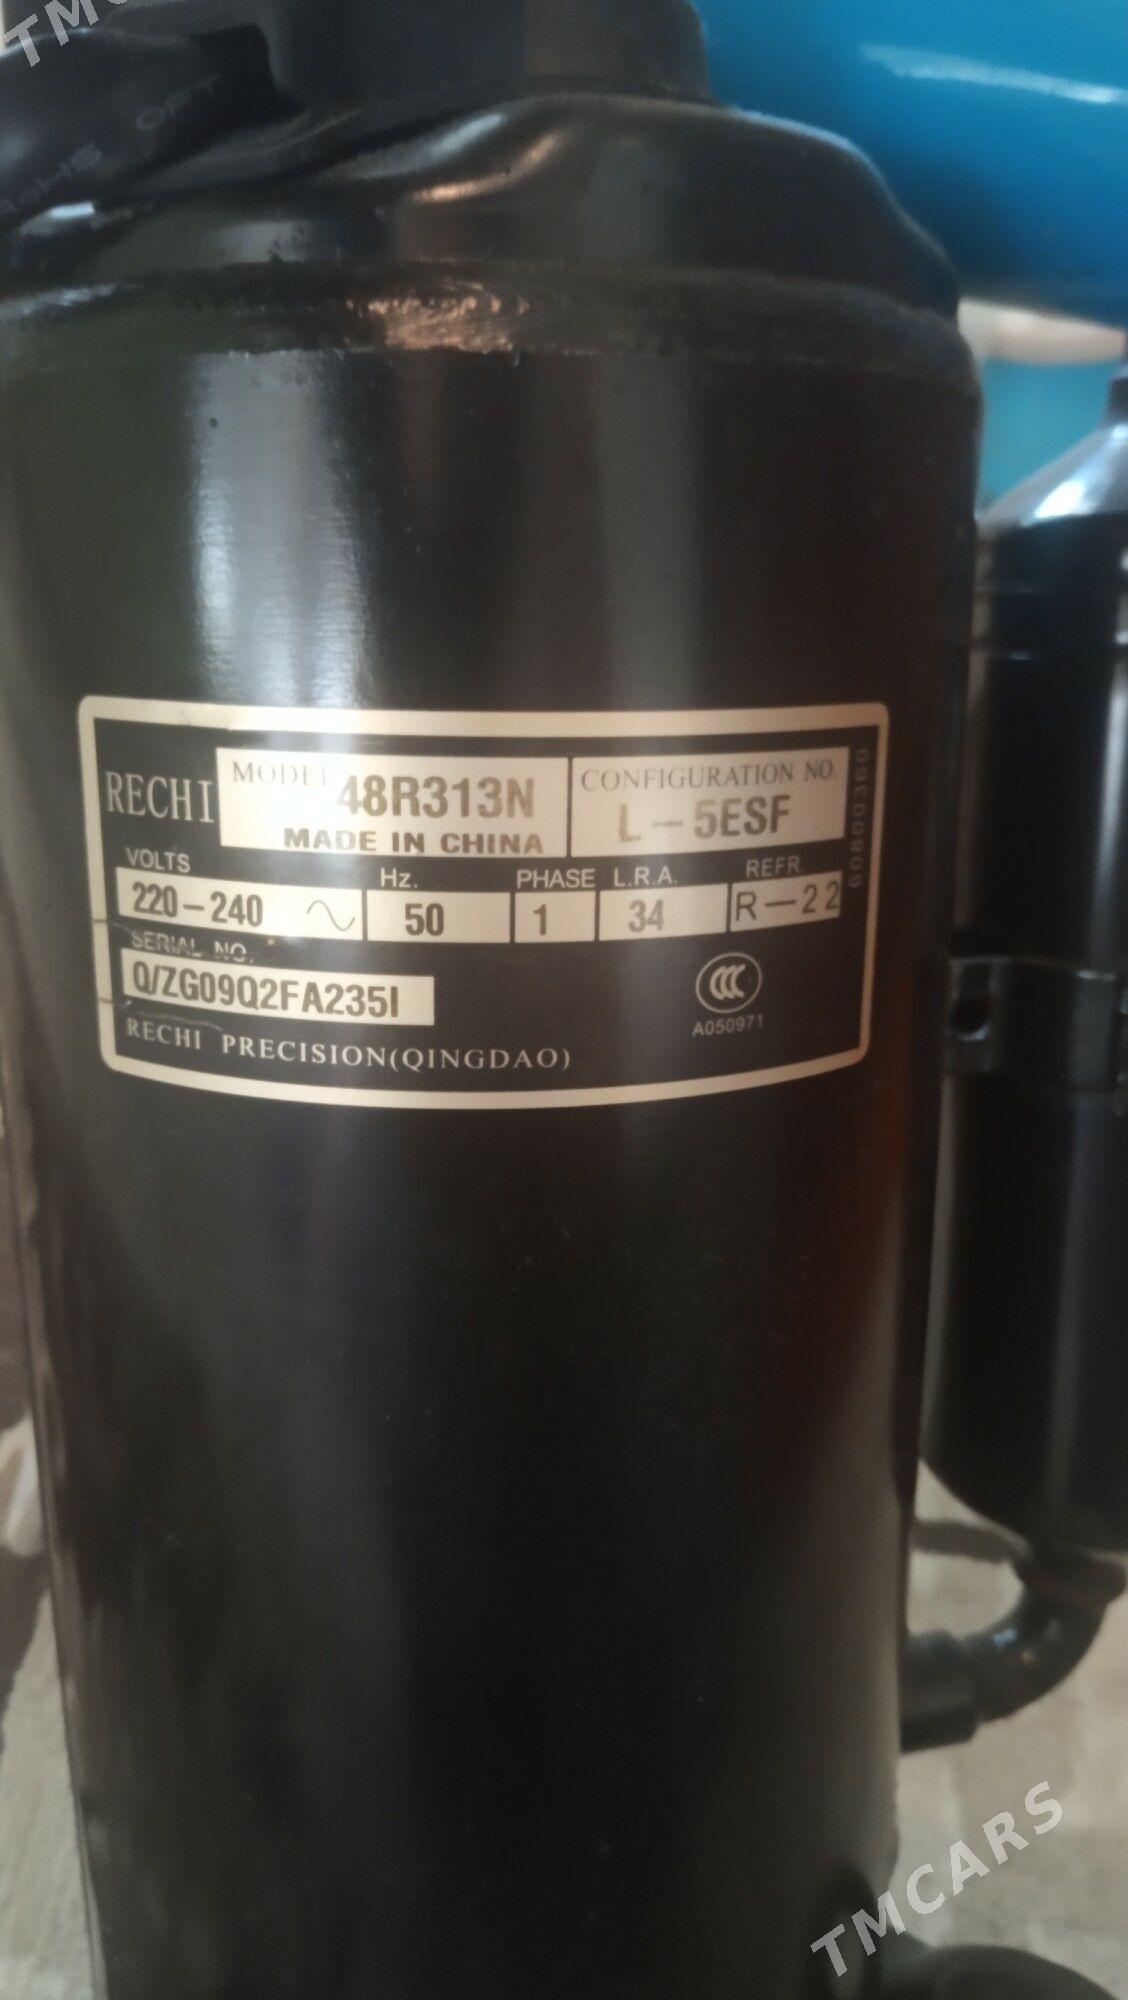 RECHI
MODEL 48R313N
MADE IN CHINA
CONFIGURATION NO.
L-5ESF
60800360
VOLTS Hz. PHASE L.R.A. REFR.
220-240 ~ 50 1 34 R-22
SERIAL NO.
Q/ZG09Q2FA235I
CCC
A050971
RECHI PRECISION(QINGDAO)
TMCARS